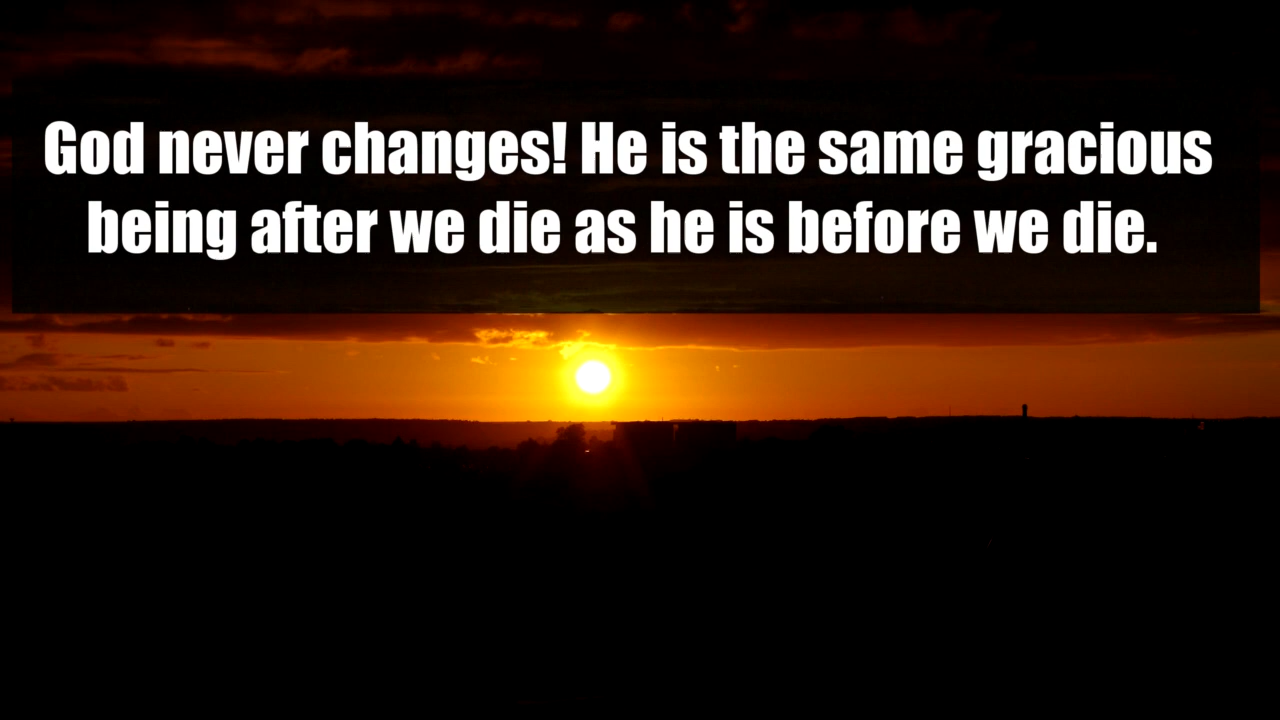 God never changes! He is the same gracious
being after we die as he is before we die.